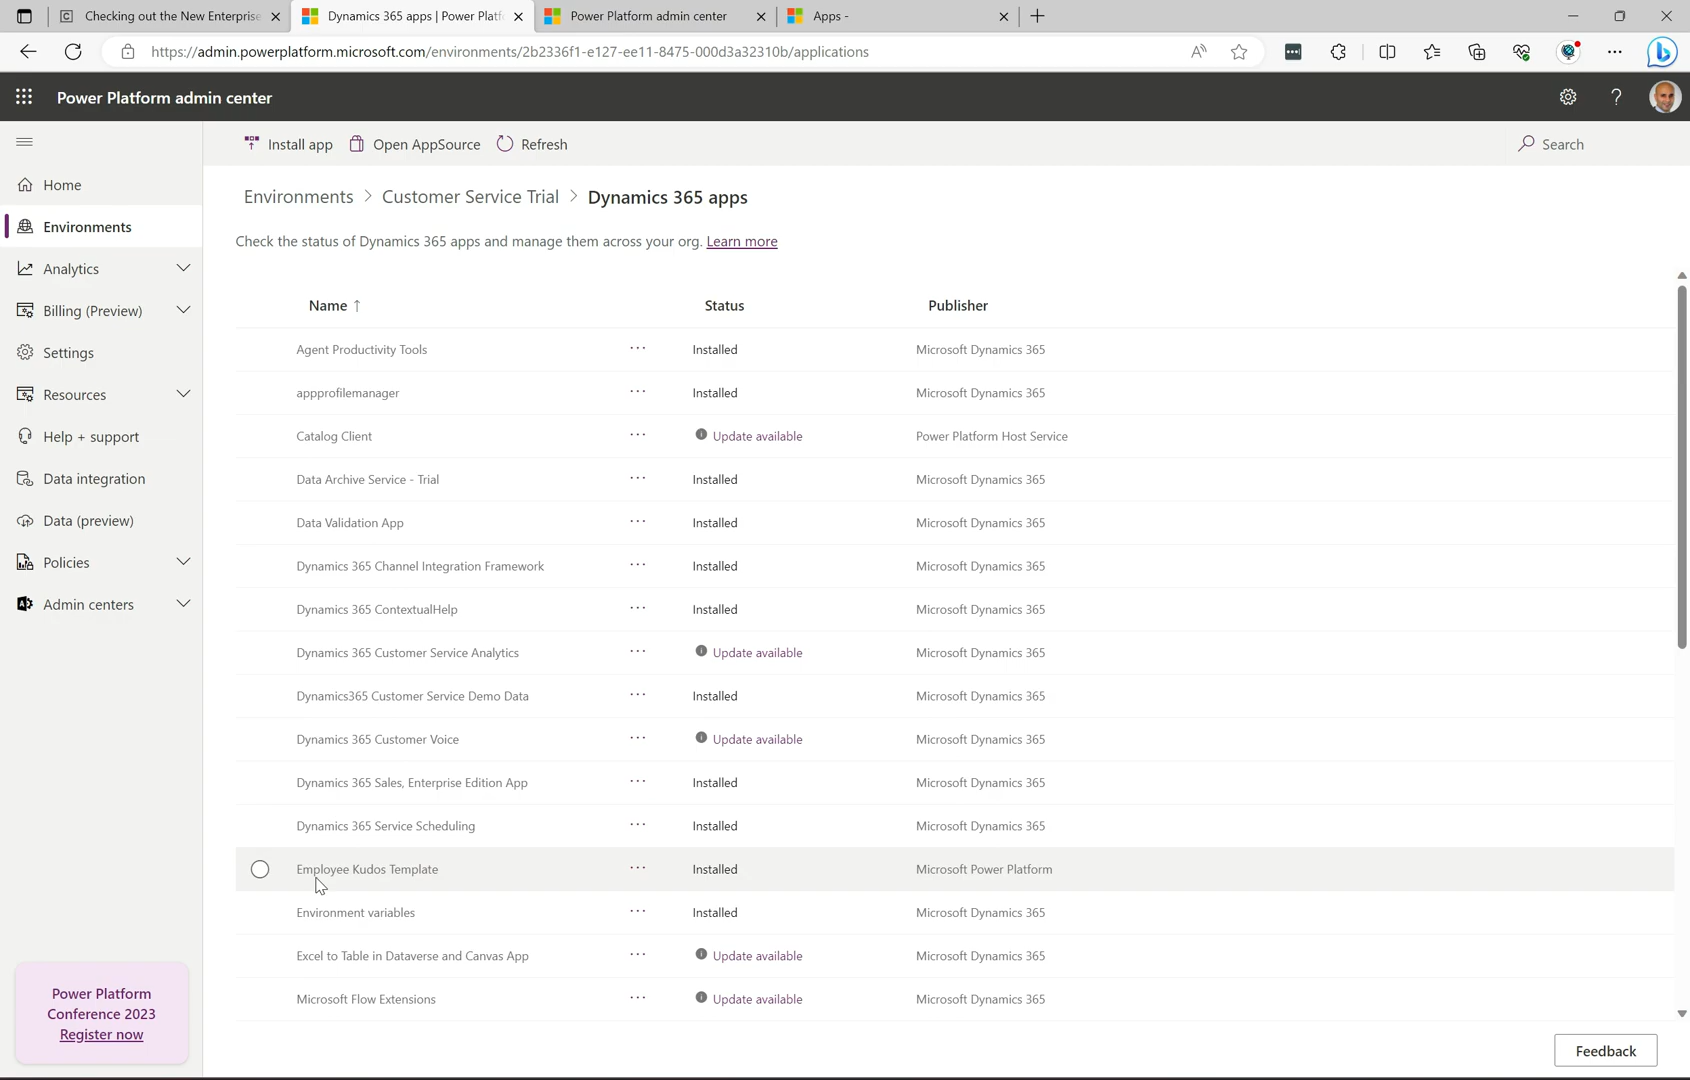 Checking out the New Enterprise
Dynamics 365 apps | Power Platf
Power Platform admin center
Apps -
https://admin.powerplatform.microsoft.com/environments/2b2336f1-e127-ee11-8475-000d3a32310b/applications
Power Platform admin center
Install app
Open AppSource
Refresh
Search
Home
Environments
Analytics
Billing (Preview)
Settings
Resources
Help + support
Data integration
Data (preview)
Policies
Admin centers
Power Platform
Conference 2023
Register now
Environments > Customer Service Trial > Dynamics 365 apps
Check the status of Dynamics 365 apps and manage them across your org. Learn more
Name ↑ Status Publisher
Agent Productivity Tools ... Installed Microsoft Dynamics 365
appprofilemanager ... Installed Microsoft Dynamics 365
Catalog Client ... Update available Power Platform Host Service
Data Archive Service - Trial ... Installed Microsoft Dynamics 365
Data Validation App ... Installed Microsoft Dynamics 365
Dynamics 365 Channel Integration Framework ... Installed Microsoft Dynamics 365
Dynamics 365 ContextualHelp ... Installed Microsoft Dynamics 365
Dynamics 365 Customer Service Analytics ... Update available Microsoft Dynamics 365
Dynamics365 Customer Service Demo Data ... Installed Microsoft Dynamics 365
Dynamics 365 Customer Voice ... Update available Microsoft Dynamics 365
Dynamics 365 Sales, Enterprise Edition App ... Installed Microsoft Dynamics 365
Dynamics 365 Service Scheduling ... Installed Microsoft Dynamics 365
Employee Kudos Template ... Installed Microsoft Power Platform
Environment variables ... Installed Microsoft Dynamics 365
Excel to Table in Dataverse and Canvas App ... Update available Microsoft Dynamics 365
Microsoft Flow Extensions ... Update available Microsoft Dynamics 365
Feedback